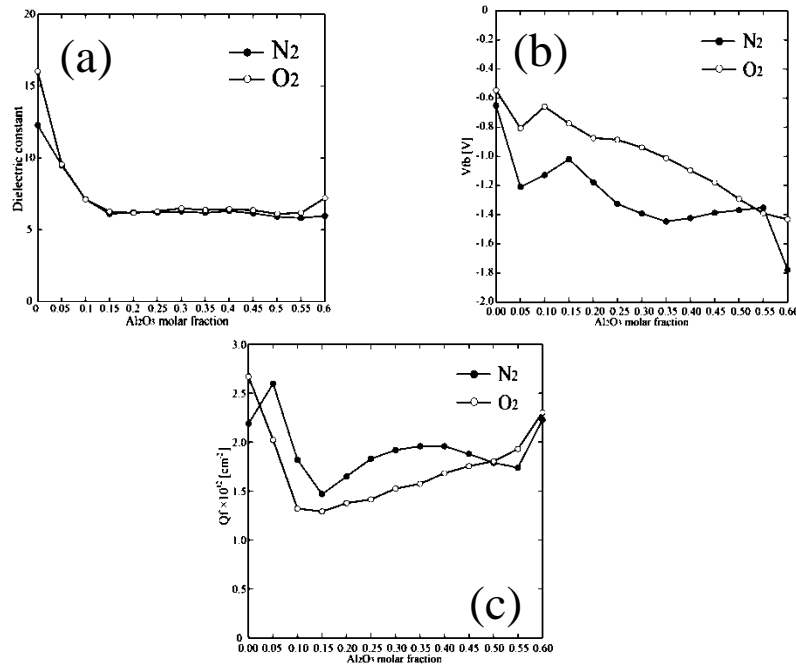 (a)
N2
O2
20
15
10
5
0
Dielectric constant
0 0.05 0.1 0.15 0.2 0.25 0.3 0.35 0.4 0.45 0.5 0.55 0.6
Al2O3 molar fraction
(b)
N2
O2
0
-0.2
-0.4
-0.6
-0.8
-1.0
-1.2
-1.4
-1.6
-1.8
-2.0
Vfb [V]
0.00 0.05 0.10 0.15 0.20 0.25 0.30 0.35 0.40 0.45 0.50 0.55 0.60
Al2O3 molar fraction
3.0
2.5
2.0
1.5
1.0
0.5
0
Qf ×10¹² [cm⁻²]
N2
O2
(c)
0.00 0.05 0.10 0.15 0.20 0.25 0.30 0.35 0.40 0.45 0.50 0.55 0.60
Al2O3 molar fraction